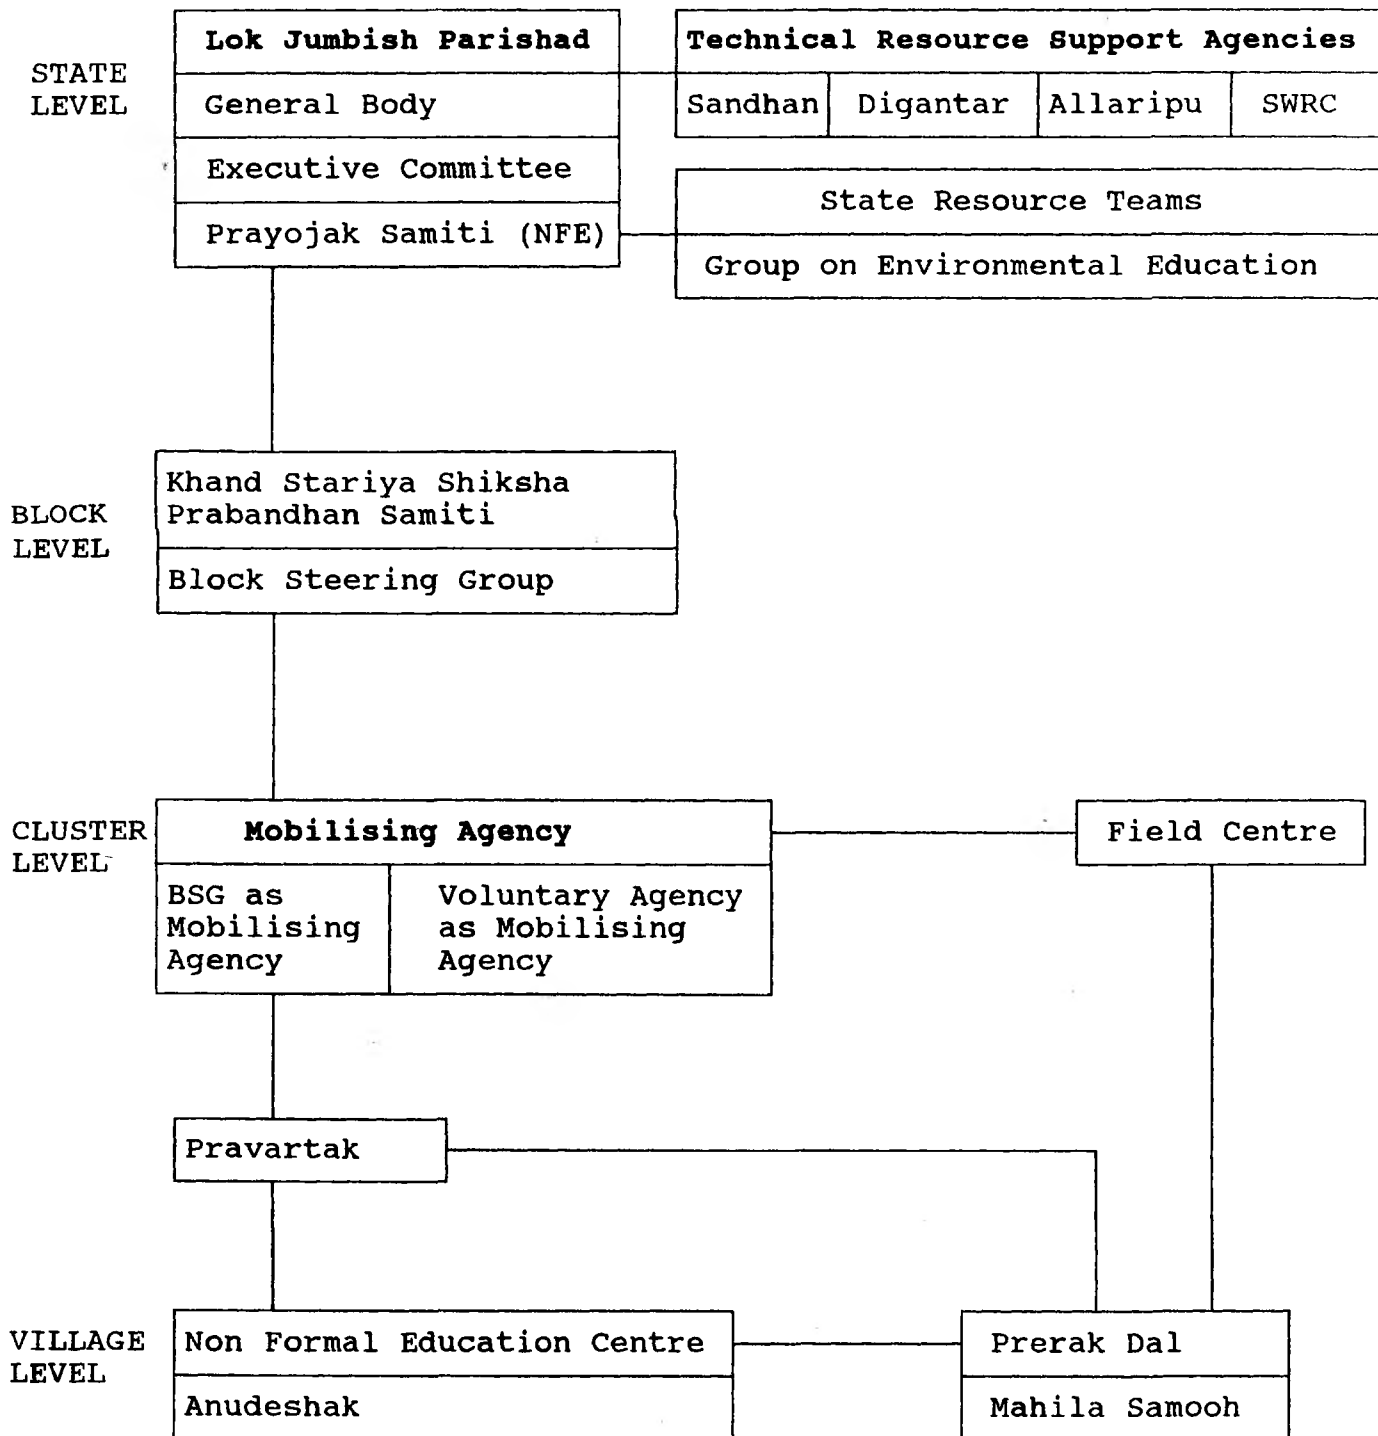 STATE
LEVEL
Lok Jumbish Parishad
General Body
Executive Committee
Prayojak Samiti (NFE)
Technical Resource Support Agencies
Sandhan Digantar Allaripu SWRC
State Resource Teams
Group on Environmental Education
BLOCK
LEVEL
Khand Stariya Shiksha
Prabandhan Samiti
Block Steering Group
CLUSTER
LEVEL
Mobilising Agency
BSG as
Mobilising
Agency
Voluntary Agency
as Mobilising
Agency
Field Centre
Pravartak
VILLAGE
LEVEL
Non Formal Education Centre
Anudeshak
Prerak Dal
Mahila Samooh